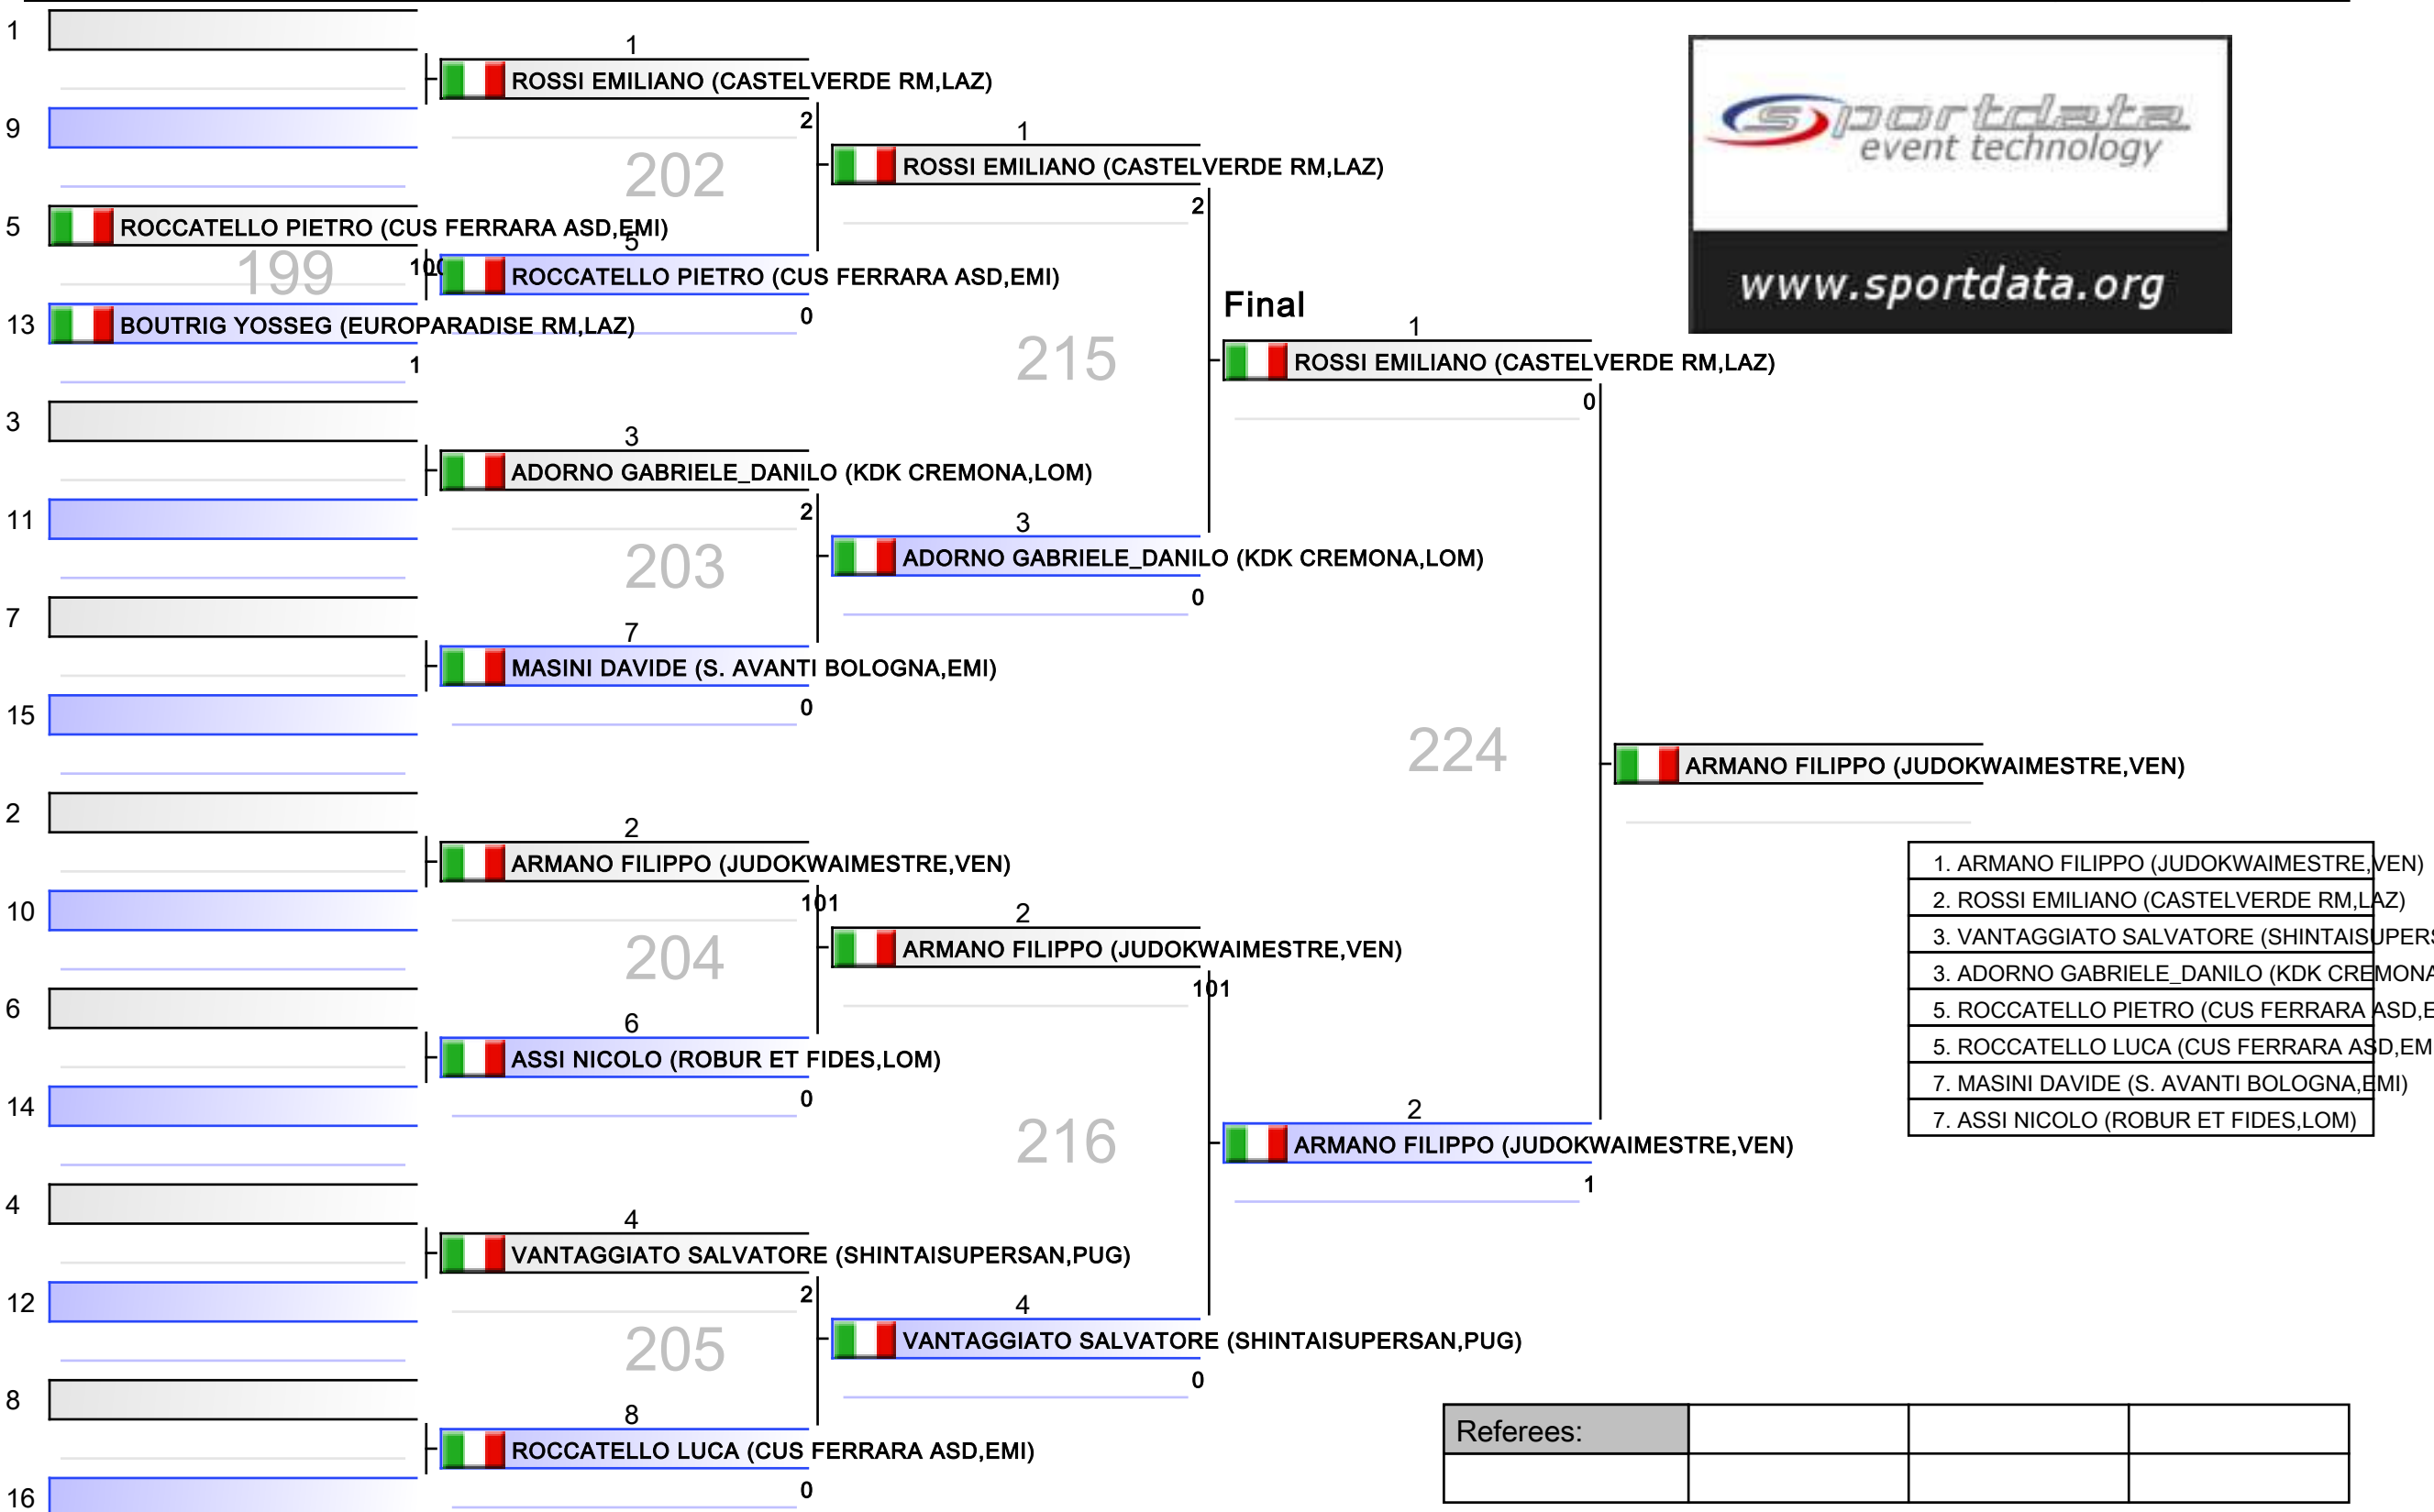 1
1
ROSSI EMILIANO (CASTELVERDE RM,LAZ)
9
2
202
1
ROSSI EMILIANO (CASTELVERDE RM,LAZ)
2
sportdata
event technology
www.sportdata.org
5
ROCCATELLO PIETRO (CUS FERRARA ASD,EMI)
199
100
5
ROCCATELLO PIETRO (CUS FERRARA ASD,EMI)
0
13
BOUTRIG YOSSEG (EUROPARADISE RM,LAZ)
1
215
Final
1
ROSSI EMILIANO (CASTELVERDE RM,LAZ)
0
3
3
ADORNO GABRIELE_DANILO (KDK CREMONA,LOM)
11
2
203
3
ADORNO GABRIELE_DANILO (KDK CREMONA,LOM)
0
7
7
MASINI DAVIDE (S. AVANTI BOLOGNA,EMI)
0
15
224
ARMANO FILIPPO (JUDOKWAIMESTRE,VEN)
2
2
ARMANO FILIPPO (JUDOKWAIMESTRE,VEN)
10
101
204
2
ARMANO FILIPPO (JUDOKWAIMESTRE,VEN)
101
6
6
ASSI NICOLO (ROBUR ET FIDES,LOM)
0
14
216
2
ARMANO FILIPPO (JUDOKWAIMESTRE,VEN)
1
1. ARMANO FILIPPO (JUDOKWAIMESTRE,VEN)
2. ROSSI EMILIANO (CASTELVERDE RM,LAZ)
3. VANTAGGIATO SALVATORE (SHINTAISUPERS
3. ADORNO GABRIELE_DANILO (KDK CREMONA
5. ROCCATELLO PIETRO (CUS FERRARA ASD,E
5. ROCCATELLO LUCA (CUS FERRARA ASD,EM
7. MASINI DAVIDE (S. AVANTI BOLOGNA,EMI)
7. ASSI NICOLO (ROBUR ET FIDES,LOM)
4
4
VANTAGGIATO SALVATORE (SHINTAISUPERSAN,PUG)
12
2
205
4
VANTAGGIATO SALVATORE (SHINTAISUPERSAN,PUG)
0
8
8
ROCCATELLO LUCA (CUS FERRARA ASD,EMI)
0
16
Referees: